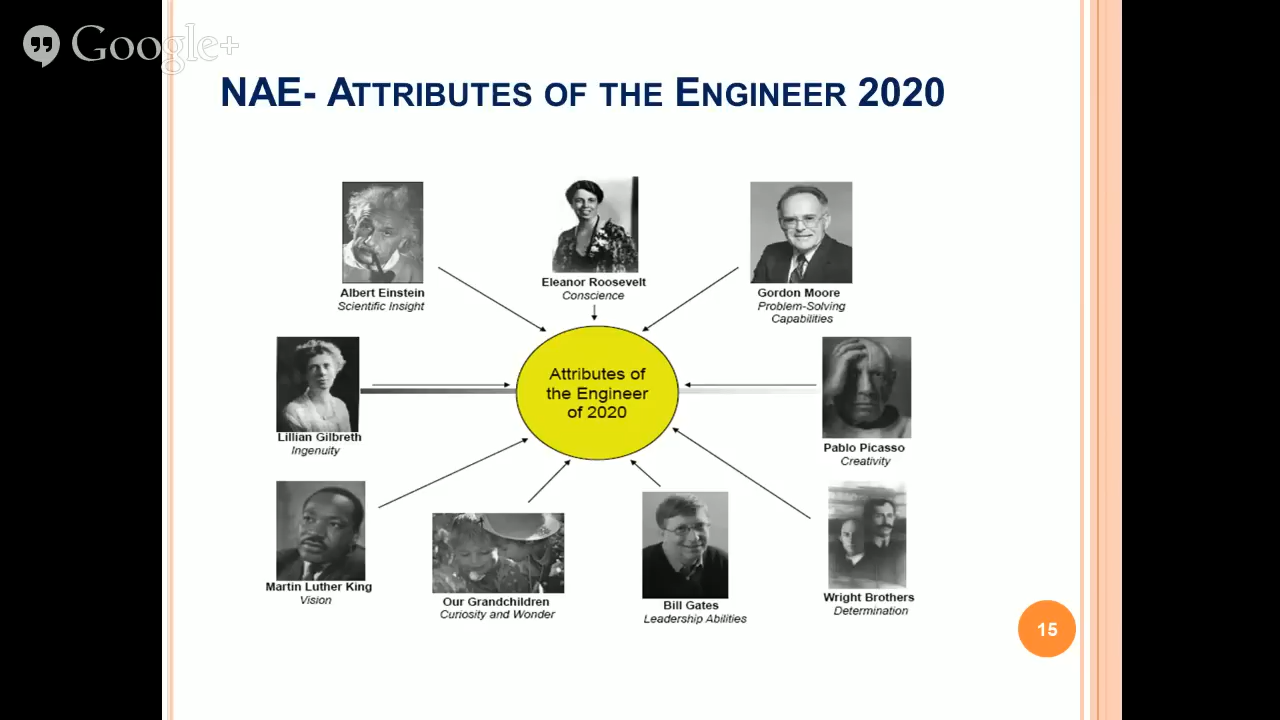 Google+
NAE- ATTRIBUTES OF THE ENGINEER 2020
Albert Einstein
Scientific Insight
Eleanor Roosevelt
Conscience
Gordon Moore
Problem-Solving
Capabilities
Lillian Gilbreth
Ingenuity
Attributes of
the Engineer
of 2020
Pablo Picasso
Creativity
Martin Luther King
Vision
Our Grandchildren
Curiosity and Wonder
Bill Gates
Leadership Abilities
Wright Brothers
Determination
15